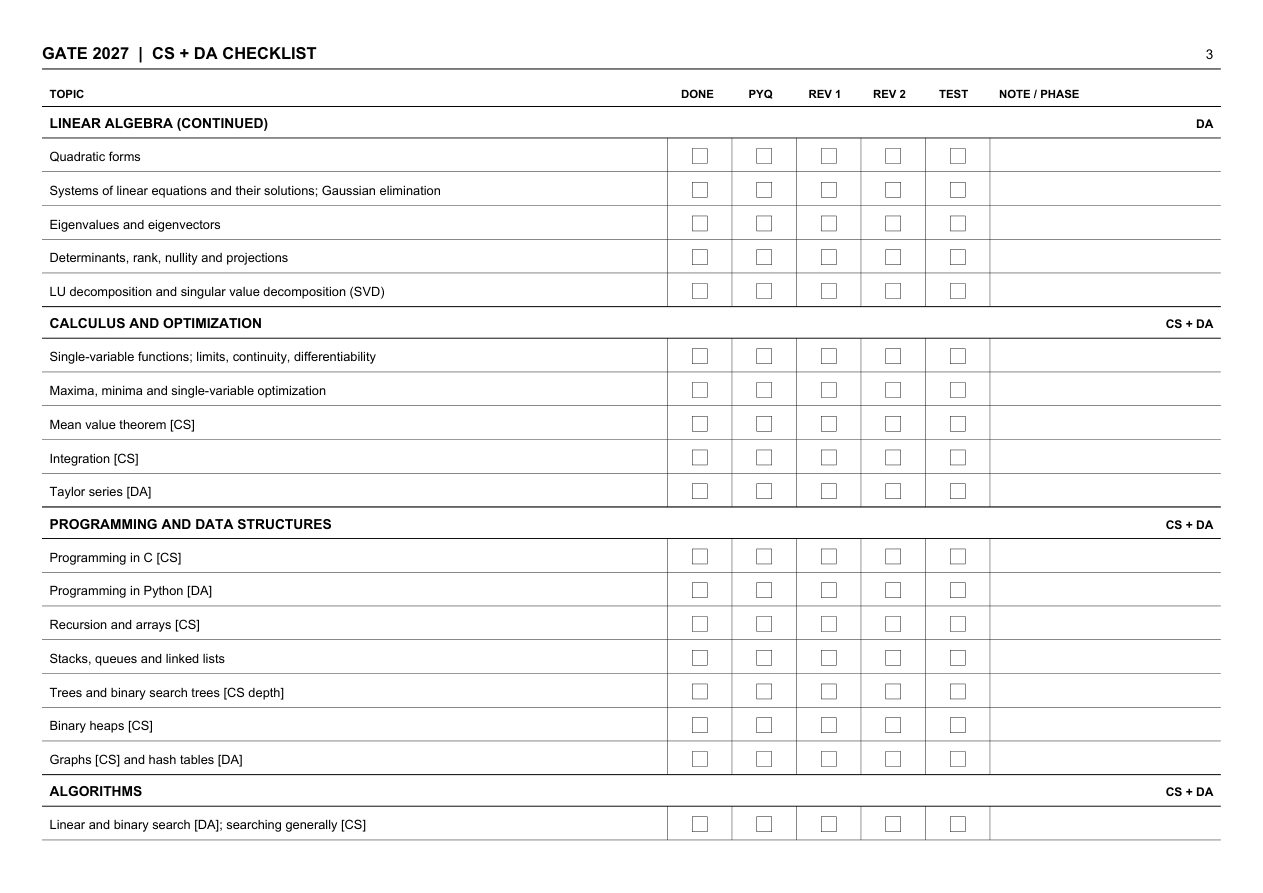 GATE 2027 | CS + DA CHECKLIST 3
TOPIC DONE PYQ REV 1 REV 2 TEST NOTE / PHASE
LINEAR ALGEBRA (CONTINUED) DA
Quadratic forms
Systems of linear equations and their solutions; Gaussian elimination
Eigenvalues and eigenvectors
Determinants, rank, nullity and projections
LU decomposition and singular value decomposition (SVD)
CALCULUS AND OPTIMIZATION CS + DA
Single-variable functions; limits, continuity, differentiability
Maxima, minima and single-variable optimization
Mean value theorem [CS]
Integration [CS]
Taylor series [DA]
PROGRAMMING AND DATA STRUCTURES CS + DA
Programming in C [CS]
Programming in Python [DA]
Recursion and arrays [CS]
Stacks, queues and linked lists
Trees and binary search trees [CS depth]
Binary heaps [CS]
Graphs [CS] and hash tables [DA]
ALGORITHMS CS + DA
Linear and binary search [DA]; searching generally [CS]